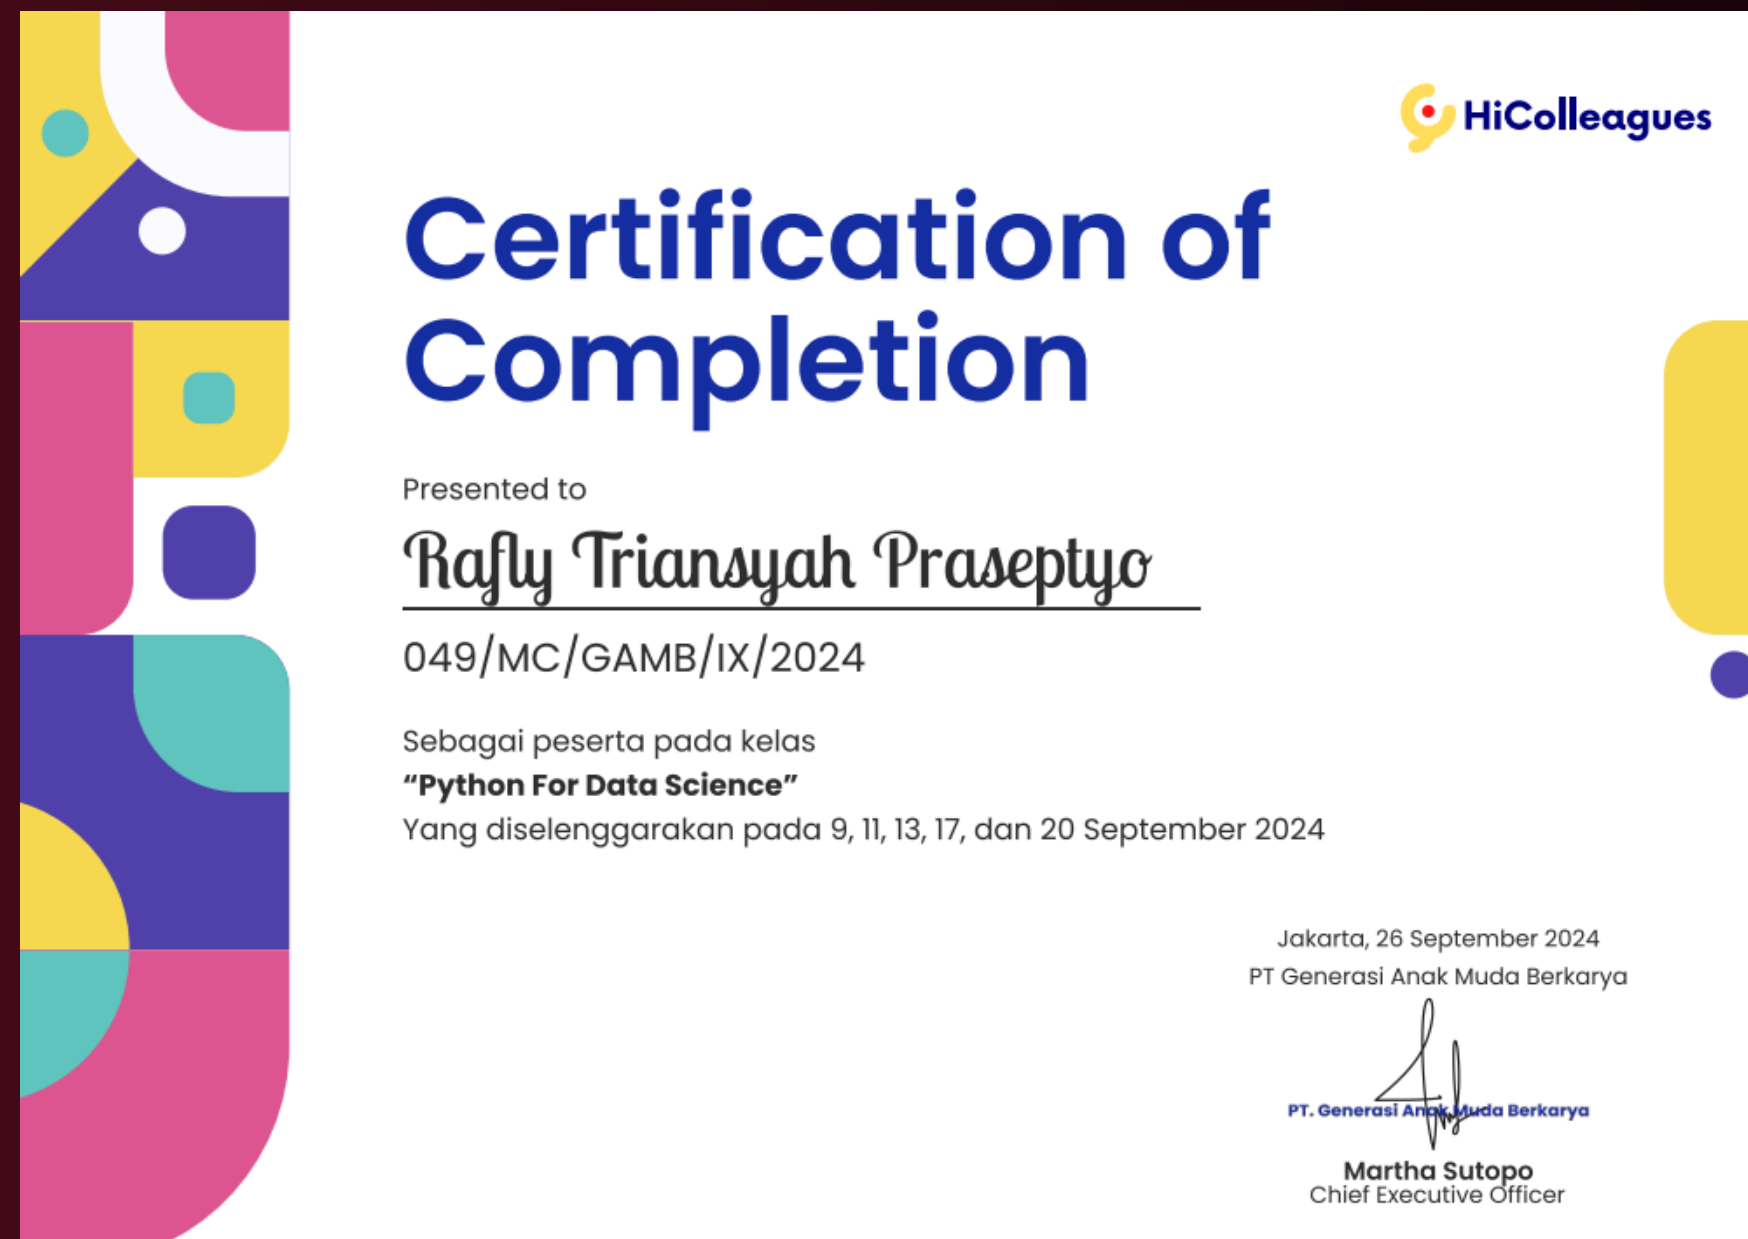 HiColleagues
Certification of
Completion
Presented to
Rafly Triansyah Praseptyo
049/MC/GAMB/IX/2024
Sebagai peserta pada kelas
“Python For Data Science”
Yang diselenggarakan pada 9, 11, 13, 17, dan 20 September 2024
Jakarta, 26 September 2024
PT Generasi Anak Muda Berkarya
PT. Generasi Anak Muda Berkarya
Martha Sutopo
Chief Executive Officer